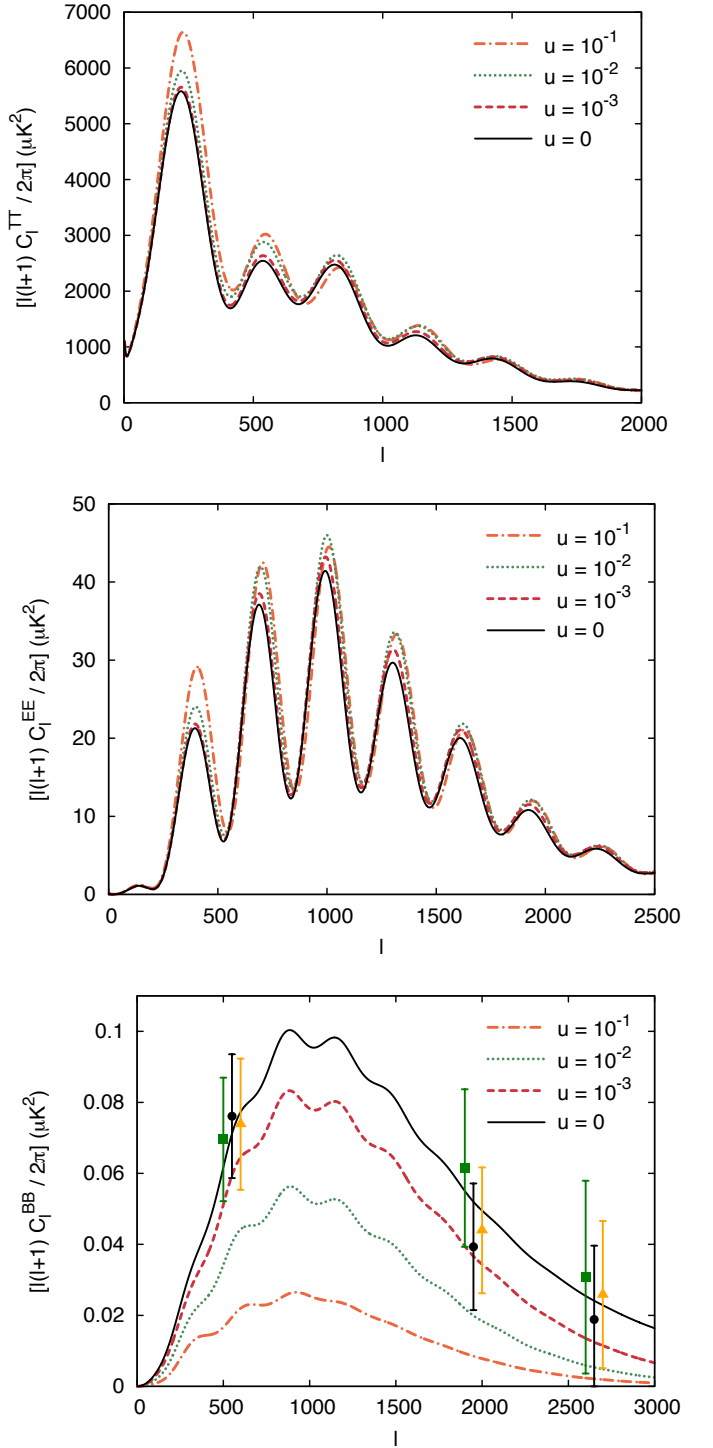 7000
6000
5000
4000
3000
2000
1000
0
[l(l+1) C_l^TT / 2π] (μK²)
u = 10⁻¹
u = 10⁻²
u = 10⁻³
u = 0
0 500 1000 1500 2000
l
50
40
30
20
10
0
[l(l+1) C_l^EE / 2π] (μK²)
u = 10⁻¹
u = 10⁻²
u = 10⁻³
u = 0
0 500 1000 1500 2000 2500
l
0.1
0.08
0.06
0.04
0.02
0
[l(l+1) C_l^BB / 2π] (μK²)
u = 10⁻¹
u = 10⁻²
u = 10⁻³
u = 0
0 500 1000 1500 2000 2500 3000
l